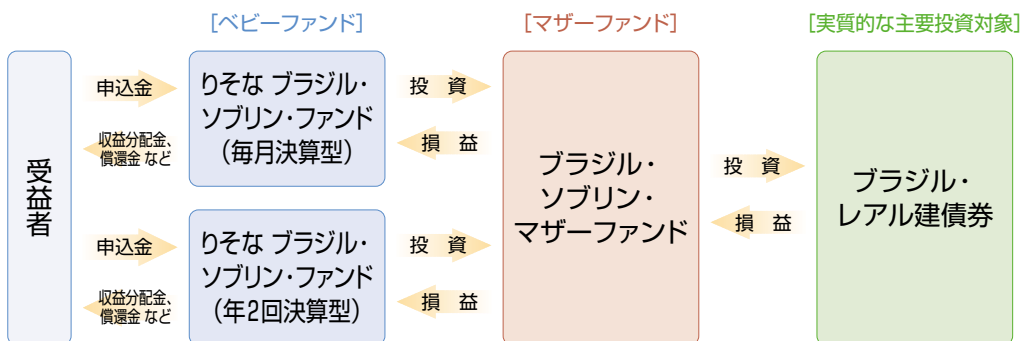 [ベビーファンド]
[マザーファンド]
[実質的な主要投資対象]
受益者
申込金
収益分配金、
償還金 など
りそな ブラジル・
ソブリン・ファンド
（毎月決算型）
投 資
損 益
申込金
収益分配金、
償還金 など
りそな ブラジル・
ソブリン・ファンド
（年2回決算型）
投 資
損 益
ブラジル・
ソブリン・
マザーファンド
投 資
損 益
ブラジル・
レアル建債券